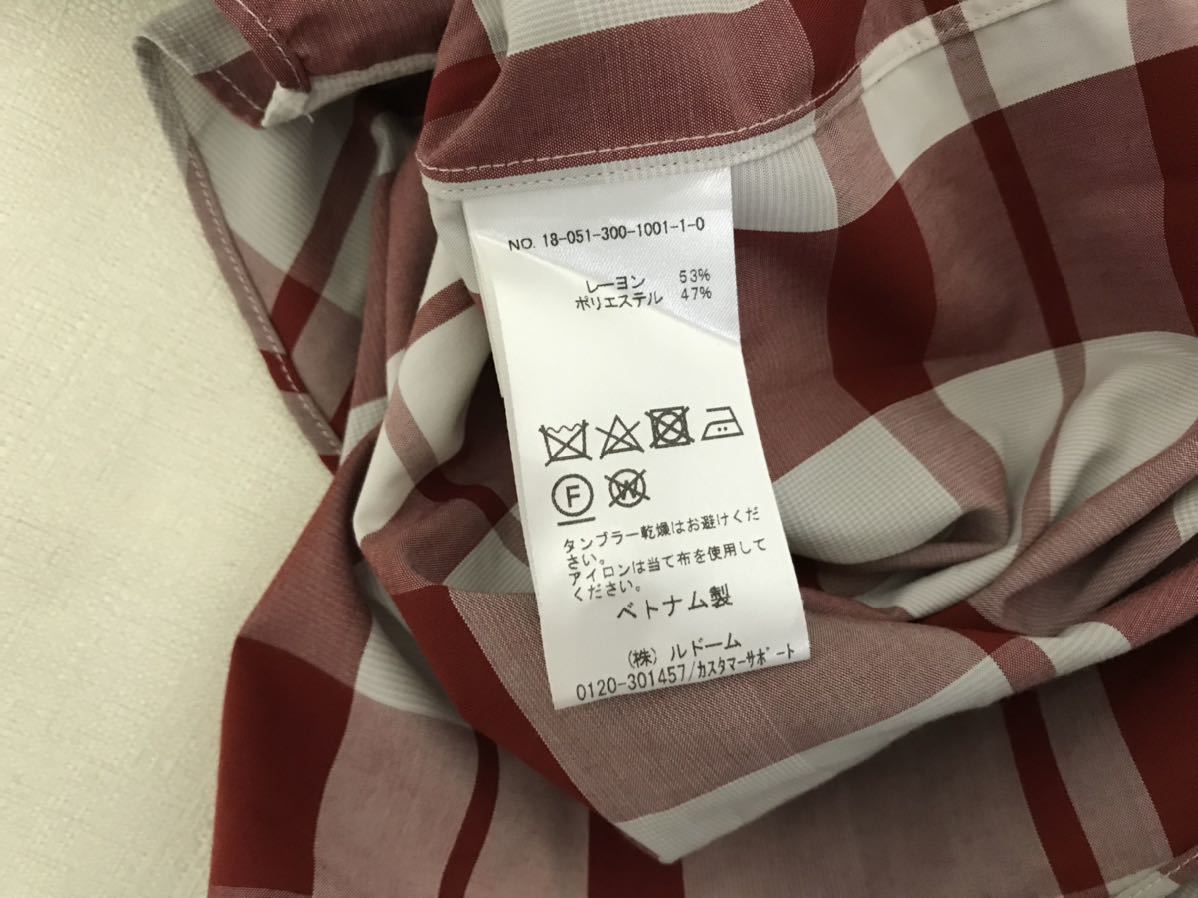 NO. 18-051-300-1001-1-0
レーヨン 53%
ポリエステル 47%
F
W
タンブラー乾燥はお避けくだ
さい。
アイロンは当て布を使用して
ください。
ベトナム製
(株) ルドーム
0120-301457/カスタマーサポート